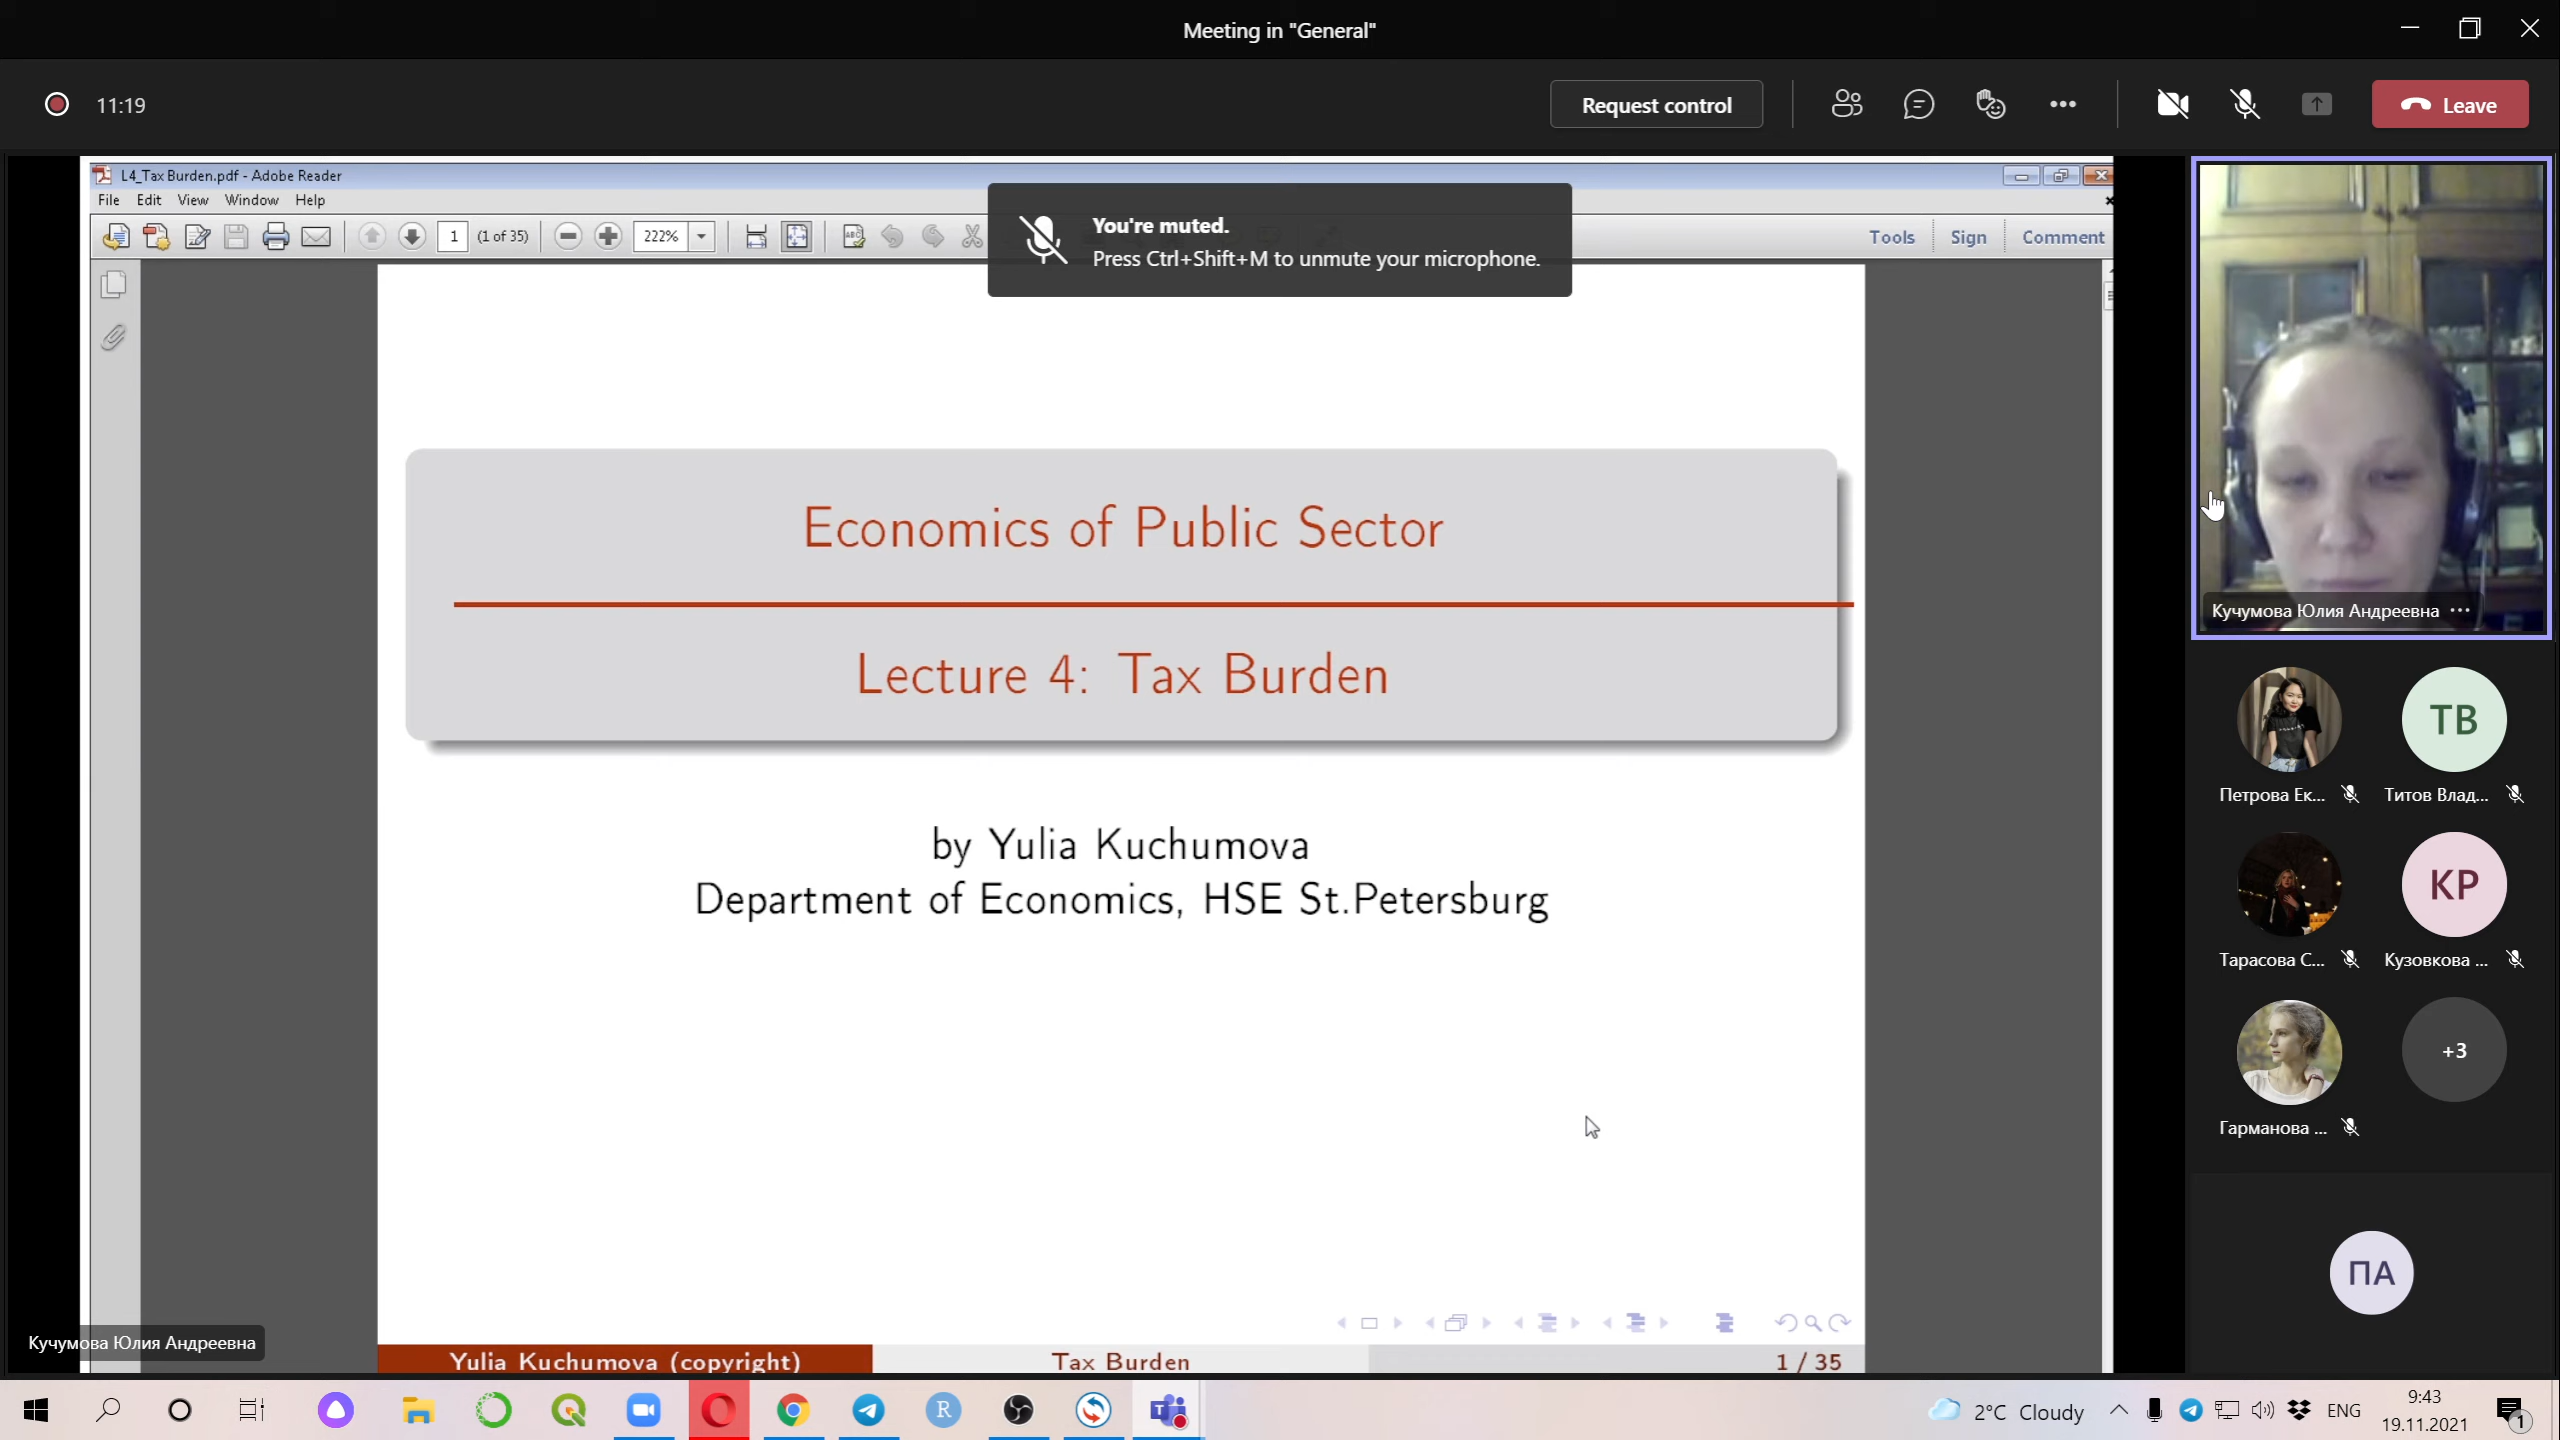 Meeting in "General"
11:19
Request control
Leave
L4_Tax Burden.pdf - Adobe Reader
File Edit View Window Help
1 (1 of 35)
222%
Tools
Sign
Comment
You're muted.
Press Ctrl+Shift+M to unmute your microphone.
Economics of Public Sector
Lecture 4: Tax Burden
by Yulia Kuchumova
Department of Economics, HSE St.Petersburg
Yulia Kuchumova (copyright)
Tax Burden
1 / 35
Кучумова Юлия Андреевна
Кучумова Юлия Андреевна ···
ТВ
Петрова Ек...
Титов Влад...
КР
Тарасова С...
Кузовкова ...
+3
Гарманова ...
ПА
2°C Cloudy
ENG
9:43
19.11.2021
1